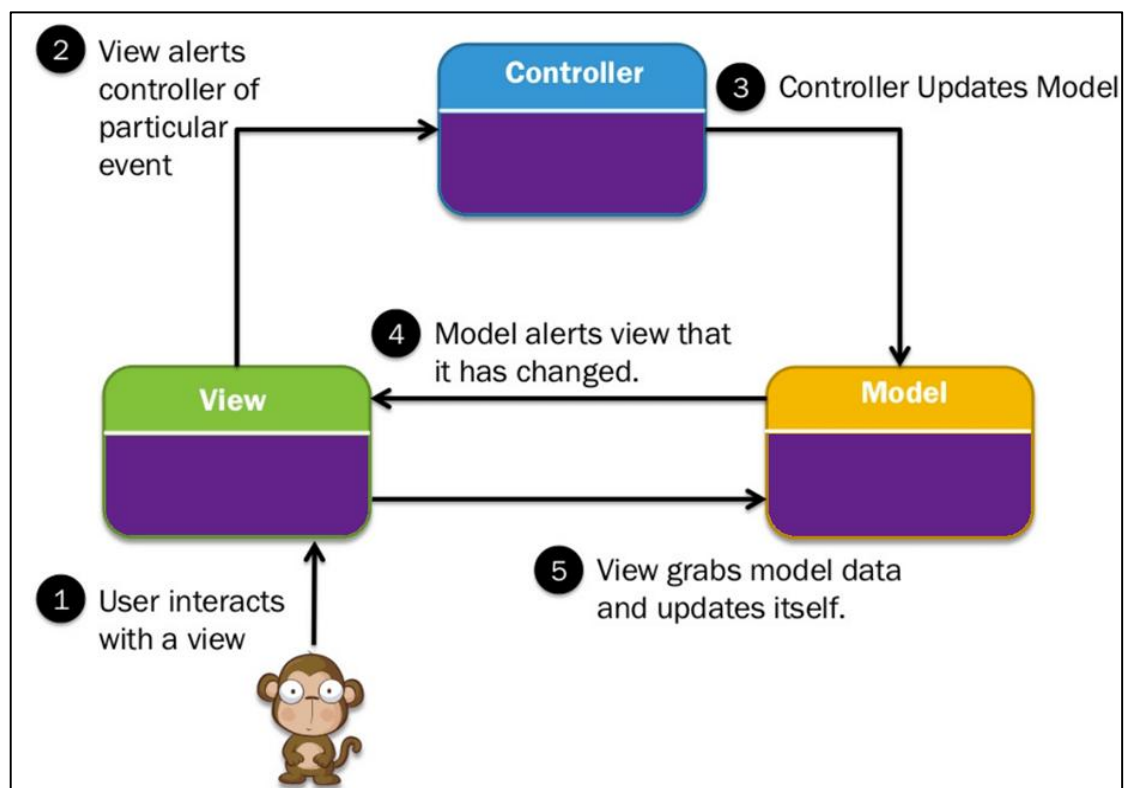 2
View alerts
controller of
particular
event
Controller
3
Controller Updates Model
4
Model alerts view that
it has changed.
View
Model
5
View grabs model data
and updates itself.
1
User interacts
with a view